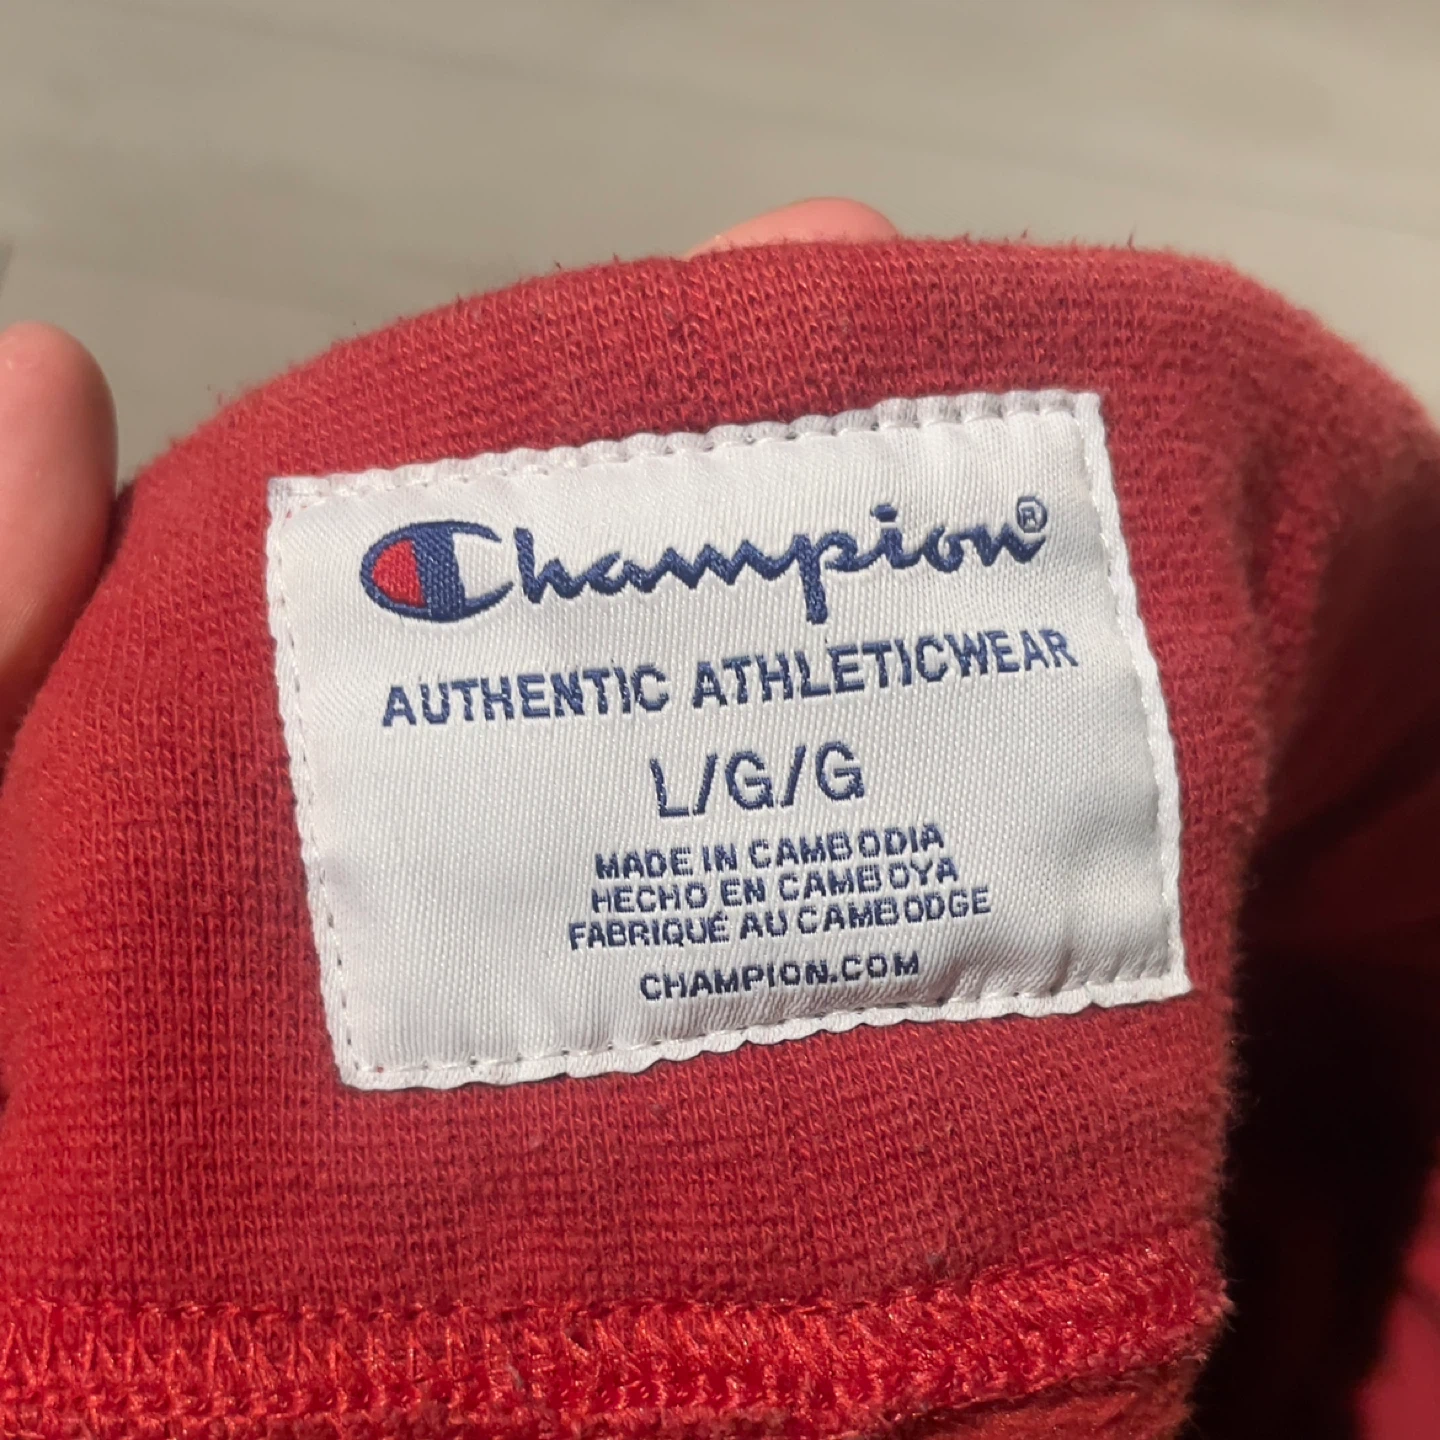 Champion®
AUTHENTIC ATHLETICWEAR
L/G/G
MADE IN CAMBODIA
HECHO EN CAMBOYA
FABRIQUÉ AU CAMBODGE
CHAMPION.COM